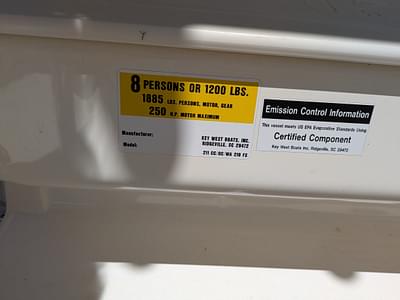 8 PERSONS OR 1200 LBS.
1885 LBS. PERSONS, MOTOR, GEAR
250 H.P. MOTOR MAXIMUM
Manufacturer: KEY WEST BOATS, INC.
RIDGEVILLE, SC 29472
Model: 211 CC/BC/WA 210 FS
Emission Control Information
This vessel meets US EPA Evaporative Standards Using
Certified Component
Key West Boats Inc. Ridgeville, SC 29472